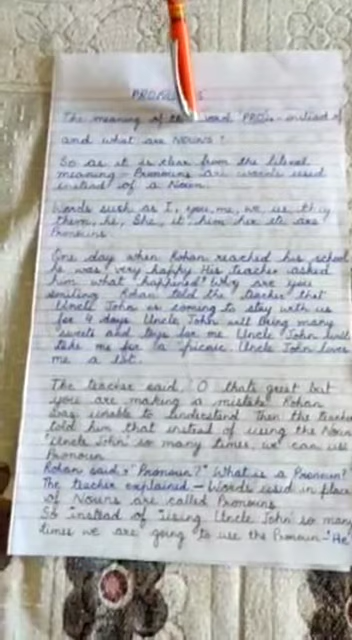 PRONOUNS
The meaning of the word 'PRO' is - instead of
and what are NOUNS?
So as it is clear from the literal
meaning - Pronouns are words used
instead of a Noun.
Words such as I, you, me, we, us, they
them, he, She, it, him her etc are
Pronouns
One day when Rohan reached his school
he was very happy His teacher asked
him what happened? Why are you
smiling Rohan told the teacher that
Uncle John is coming to stay with us
for 4 days Uncle John will bring many
sweets and toys for me Uncle John will
take me for a picnic. Uncle John loves
me a lot.
The teacher said, O thats great but
you are making a mistake Rohan
was unable to understand Then the teacher
told him that instead of using the Noun
'Uncle John' so many times, we can use
Pronoun
Rohan said "Pronoun?" What is a Pronoun?
The teacher explained - Words used in place
of Nouns are called Pronouns
So instead of 'using Uncle John' so many
times we are going to use the Pronoun-'He'